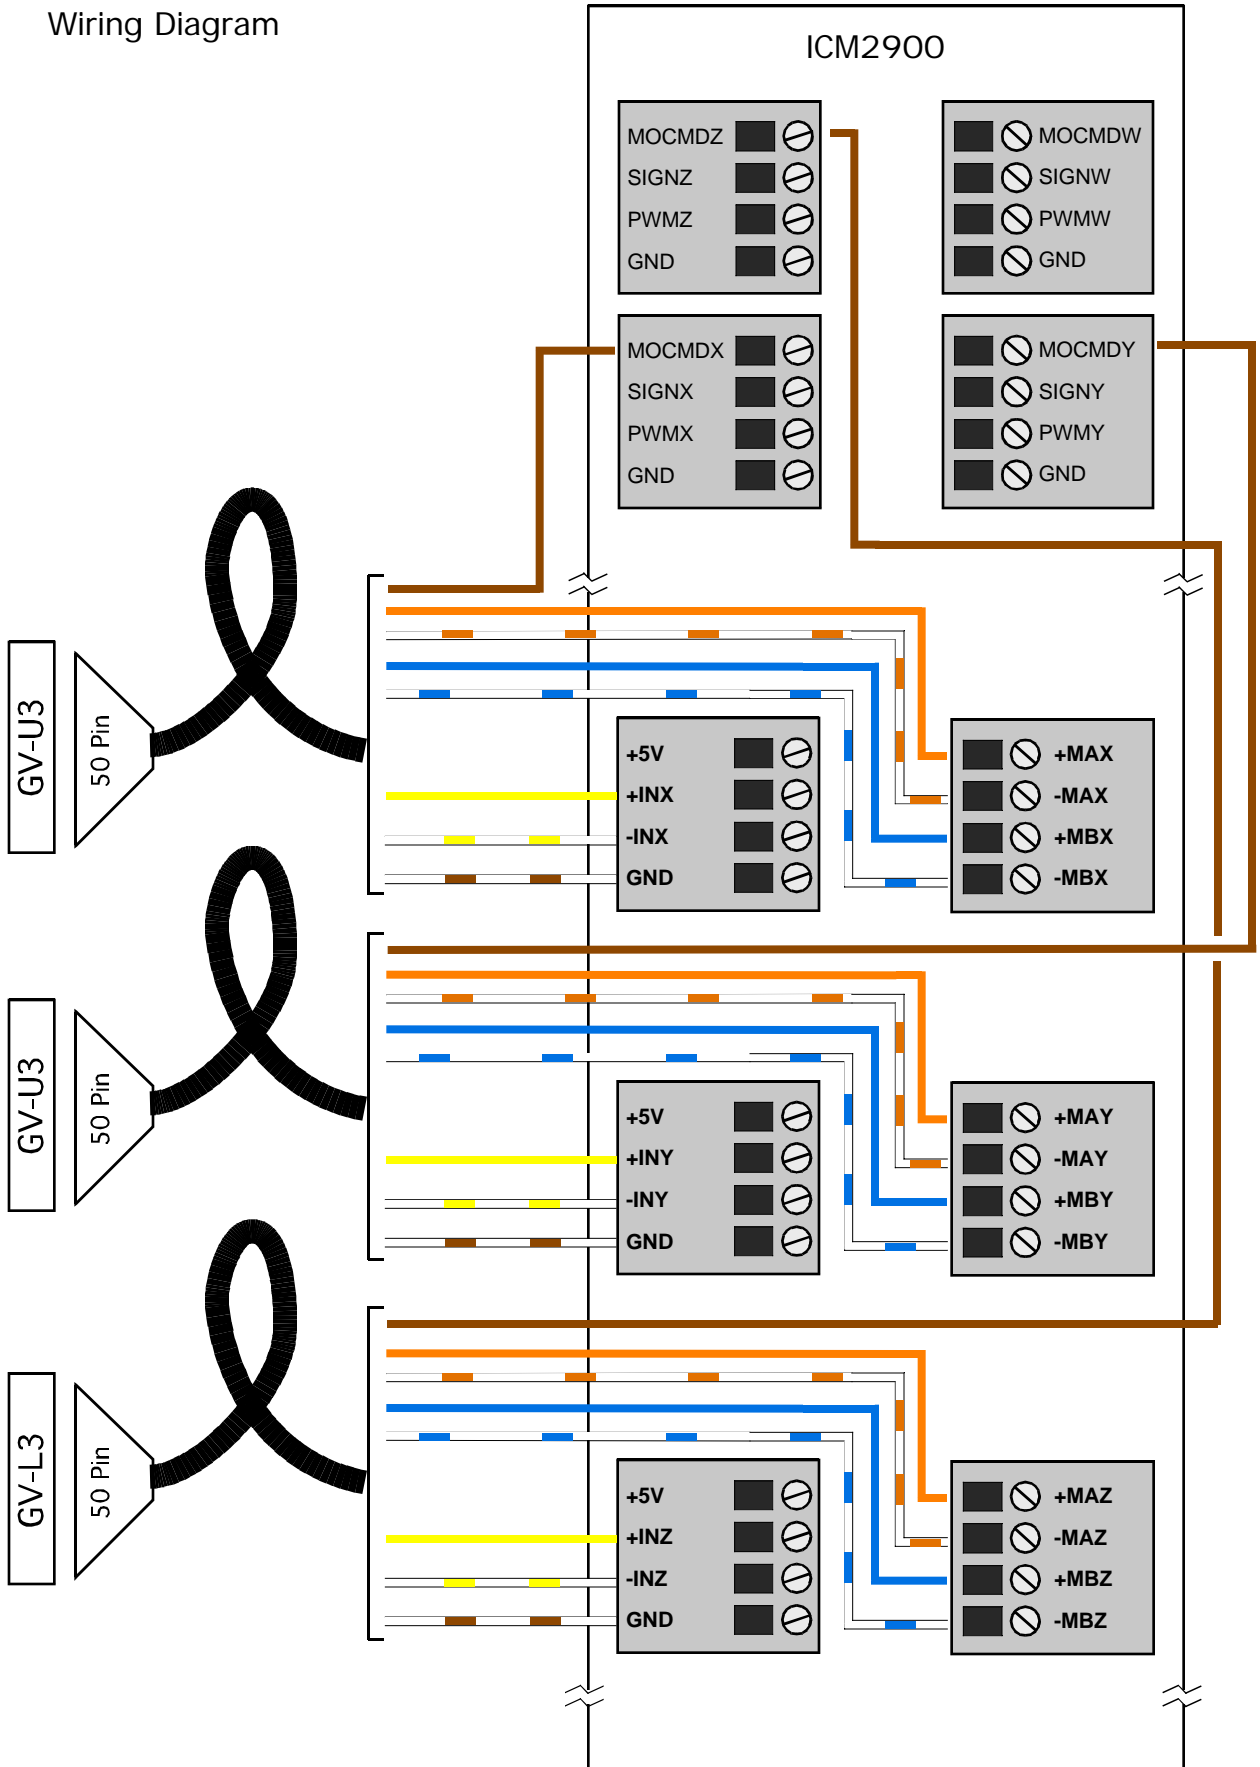 Wiring Diagram
ICM2900
MOCMDZ
SIGNZ
PWMZ
GND
MOCMDW
SIGNW
PWMW
GND
MOCMDX
SIGNX
PWMX
GND
MOCMDY
SIGNY
PWMY
GND
GV-U3
50 Pin
+5V
+INX
-INX
GND
+MAX
-MAX
+MBX
-MBX
GV-U3
50 Pin
+5V
+INY
-INY
GND
+MAY
-MAY
+MBY
-MBY
GV-L3
50 Pin
+5V
+INZ
-INZ
GND
+MAZ
-MAZ
+MBZ
-MBZ